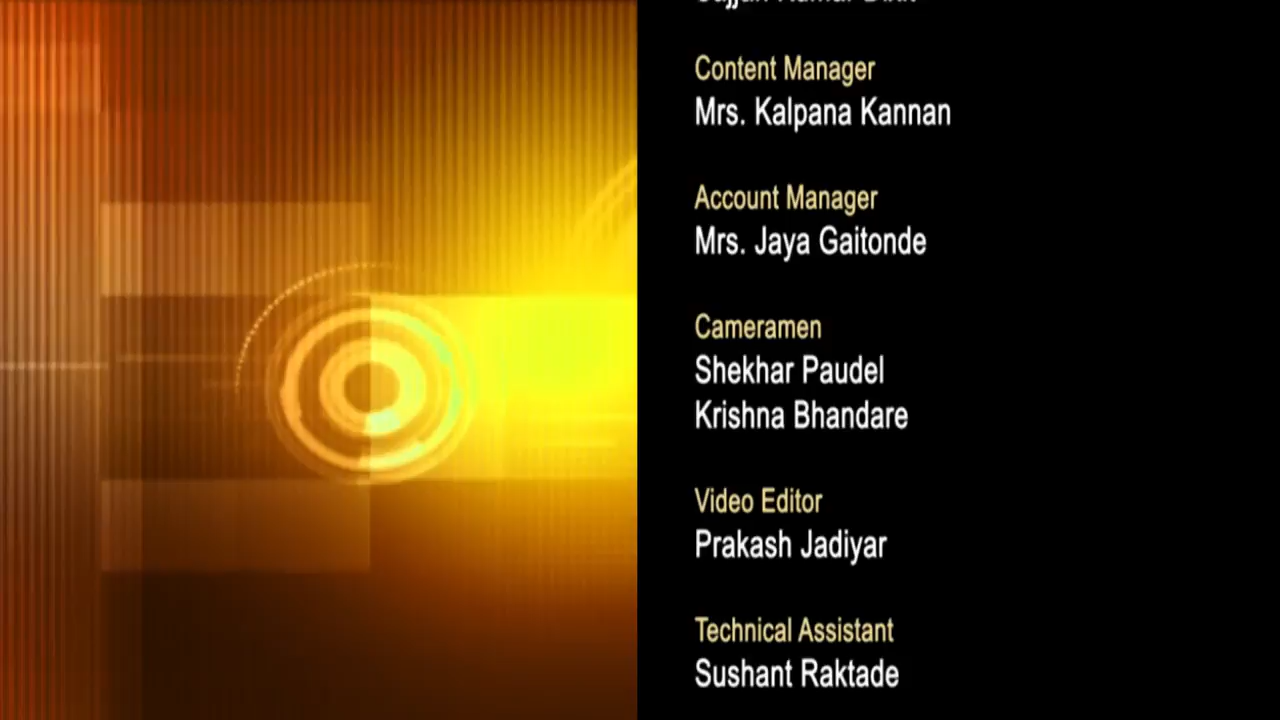 Content Manager
Mrs. Kalpana Kannan
Account Manager
Mrs. Jaya Gaitonde
Cameramen
Shekhar Paudel
Krishna Bhandare
Video Editor
Prakash Jadiyar
Technical Assistant
Sushant Raktade